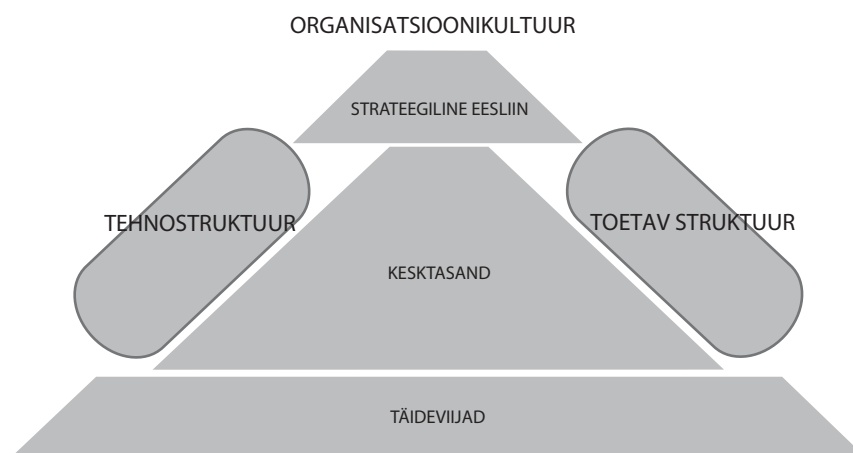 ORGANISATSIOONIKULTUUR
STRATEEGILINE EESLIIN
TEHNOSTRUKTUUR
TOETAV STRUKTUUR
KESKTASAND
TÄIDEVIIJAD